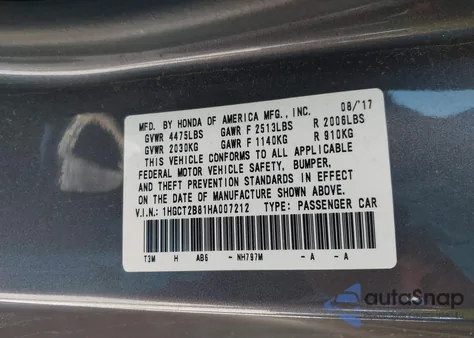 MFD. BY HONDA OF AMERICA MFG., INC. 08/'17
GVWR 4475LBS GAWR F 2513LBS R 2006LBS
GVWR 2030KG GAWR F 1140KG R 910KG
THIS VEHICLE CONFORMS TO ALL APPLICABLE
FEDERAL MOTOR VEHICLE SAFETY, BUMPER,
AND THEFT PREVENTION STANDARDS IN EFFECT
ON THE DATE OF MANUFACTURE SHOWN ABOVE.
V.I.N.: 1HGCT2B81HA007212 TYPE: PASSENGER CAR
T3M H AB6 - NH797M - A - A
autoSnap